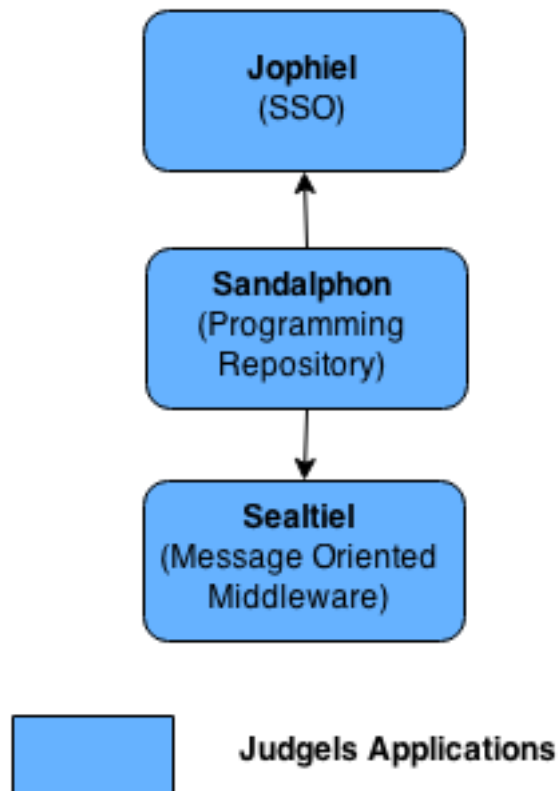 Jophiel
(SSO)
Sandalphon
(Programming
Repository)
Sealtiel
(Message Oriented
Middleware)
Judgels Applications